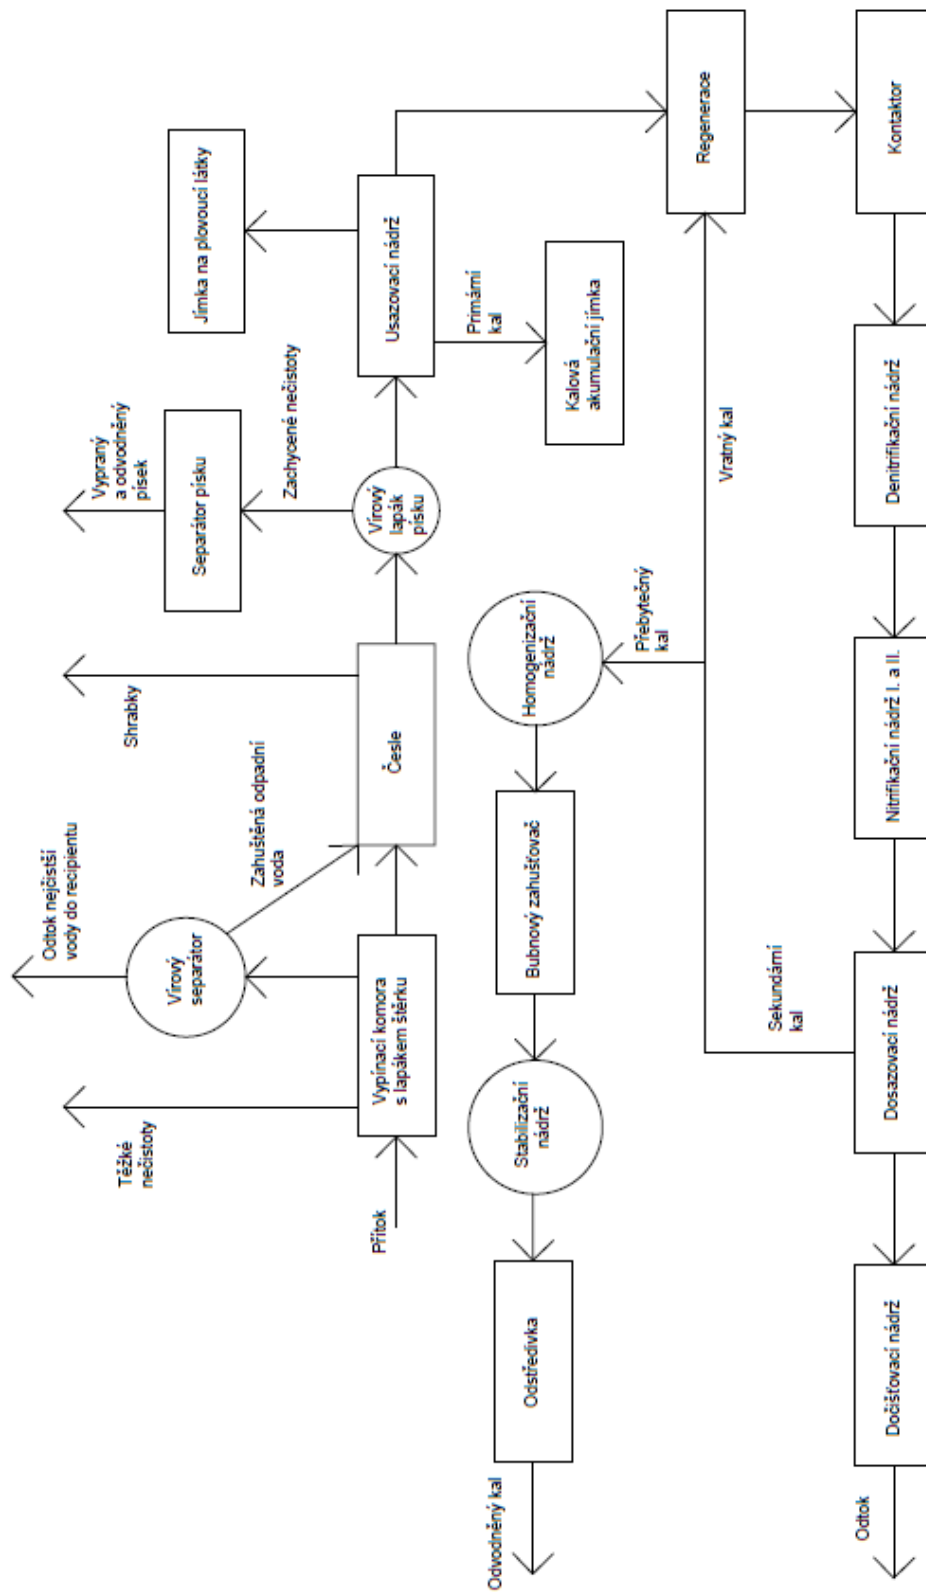 Odtok nejčistší
vody do recipientu
Těžké
nečistoty
Vírový
separátor
Zahuštěná odpadní
voda
Shrabky
Vypraný
a odvodněný
písek
Separátor písku
Zachycené nečistoty
Jímka na plovoucí látky
Přítok
Vypínací komora
s lapákem štěrku
Česle
Vírový
lapák
písku
Usazovací nádrž
Primární
kal
Kalová
akumulační jímka
Odvodněný kal
Odstředivka
Stabilizační
nádrž
Bubnový zahušťovač
Homogenizační
nádrž
Přebytečný
kal
Vratný kal
Regenerace
Sekundární
kal
Odtok
Dočišťovací nádrž
Dosazovací nádrž
Nitrifikační nádrž I. a II.
Denitrifikační nádrž
Kontaktor